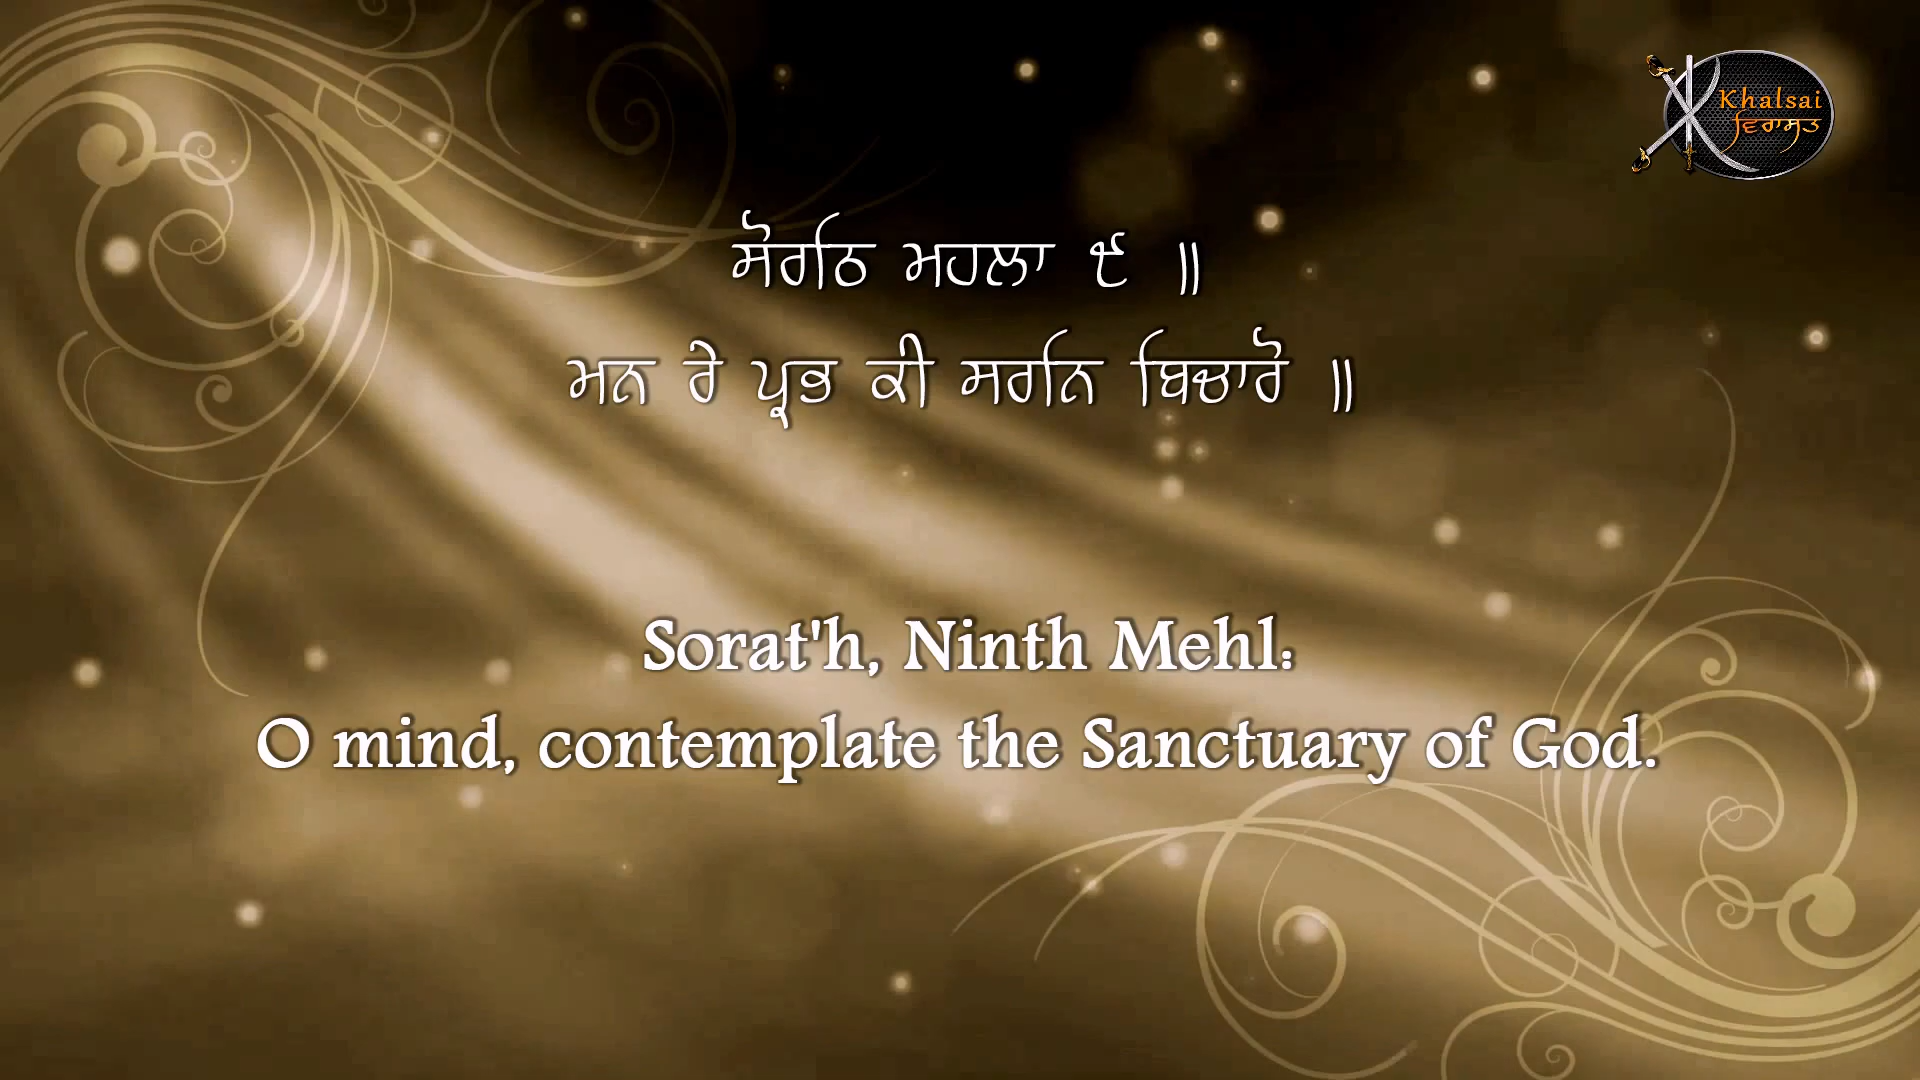 Khalsai
ਵਿਰਾਸਤ
ਸੋਰਠਿ ਮਹਲਾ ੯ ॥
ਮਨ ਰੇ ਪ੍ਰਭ ਕੀ ਸਰਨਿ ਬਿਚਾਰੋ ॥
Sorat'h, Ninth Mehl:
O mind, contemplate the Sanctuary of God.